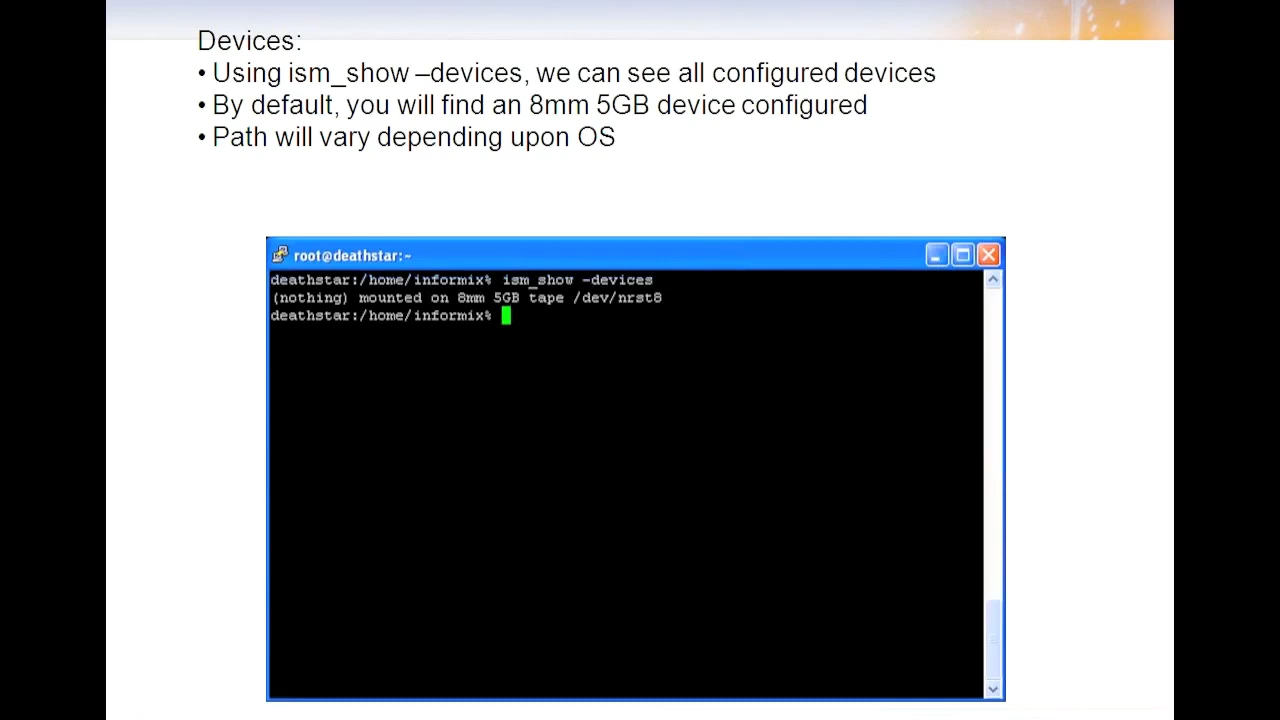 Devices:
• Using ism_show –devices, we can see all configured devices
• By default, you will find an 8mm 5GB device configured
• Path will vary depending upon OS
root@deathstar:~
deathstar:/home/informix% ism_show -devices
(nothing) mounted on 8mm 5GB tape /dev/nrst8
deathstar:/home/informix%